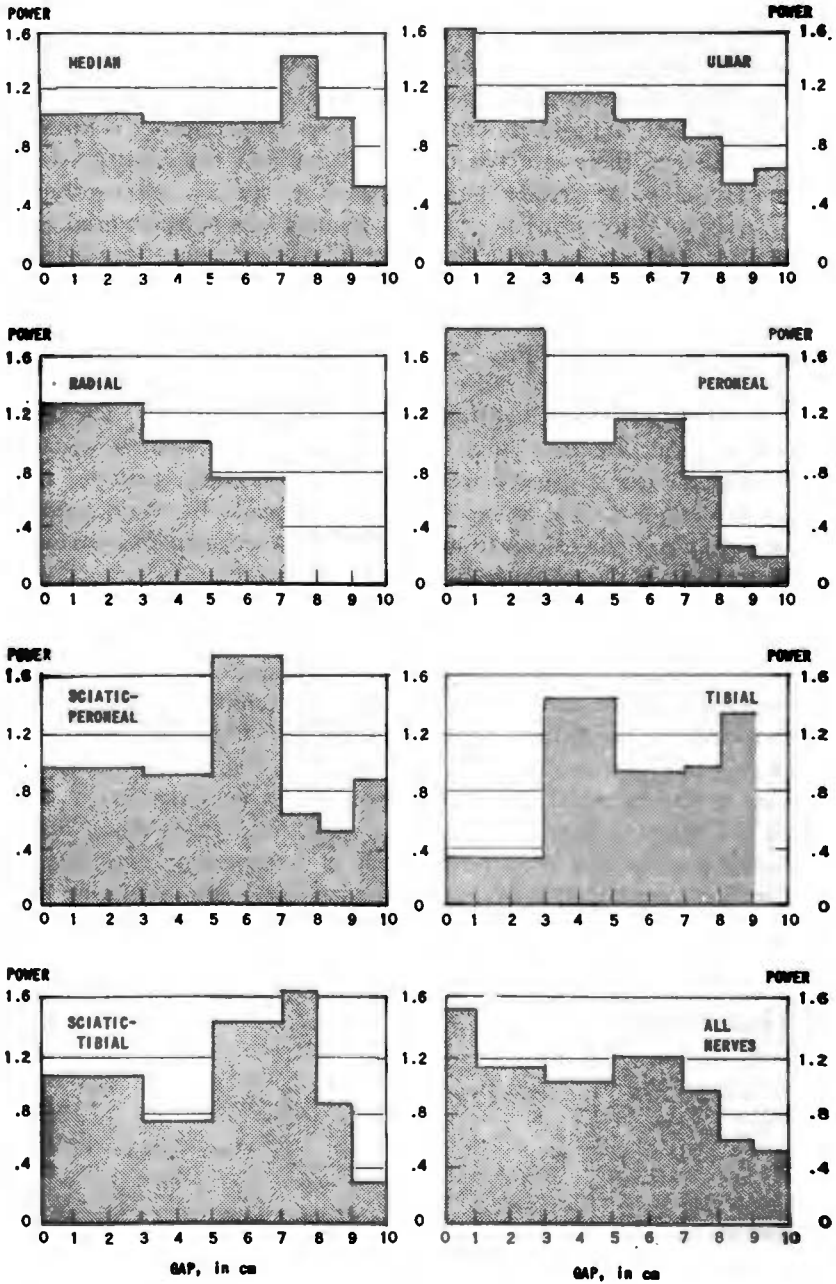 POWER POWER
1.6 1.6 1.6
MEDIAN ULNAR
1.2 1.2 1.2
.8 .8 .8
.4 .4 .4
0 0 0
0 1 2 3 4 5 6 7 8 9 10 0 1 2 3 4 5 6 7 8 9 10
POWER POWER
1.6 1.6 1.6
RADIAL PERONEAL
1.2 1.2 1.2
.8 .8 .8
.4 .4 .4
0 0 0
0 1 2 3 4 5 6 7 8 9 10 0 1 2 3 4 5 6 7 8 9 10
POWER POWER
1.6 1.6 1.6
SCIATIC- TIBIAL
PERONEAL
1.2 1.2 1.2
.8 .8 .8
.4 .4 .4
0 0 0
0 1 2 3 4 5 6 7 8 9 10 0 1 2 3 4 5 6 7 8 9 10
POWER POWER
1.6 1.6 1.6
SCIATIC- ALL
TIBIAL NERVES
1.2 1.2 1.2
.8 .8 .8
.4 .4 .4
0 0 0
0 1 2 3 4 5 6 7 8 9 10 0 1 2 3 4 5 6 7 8 9 10
GAP, in cm GAP, in cm